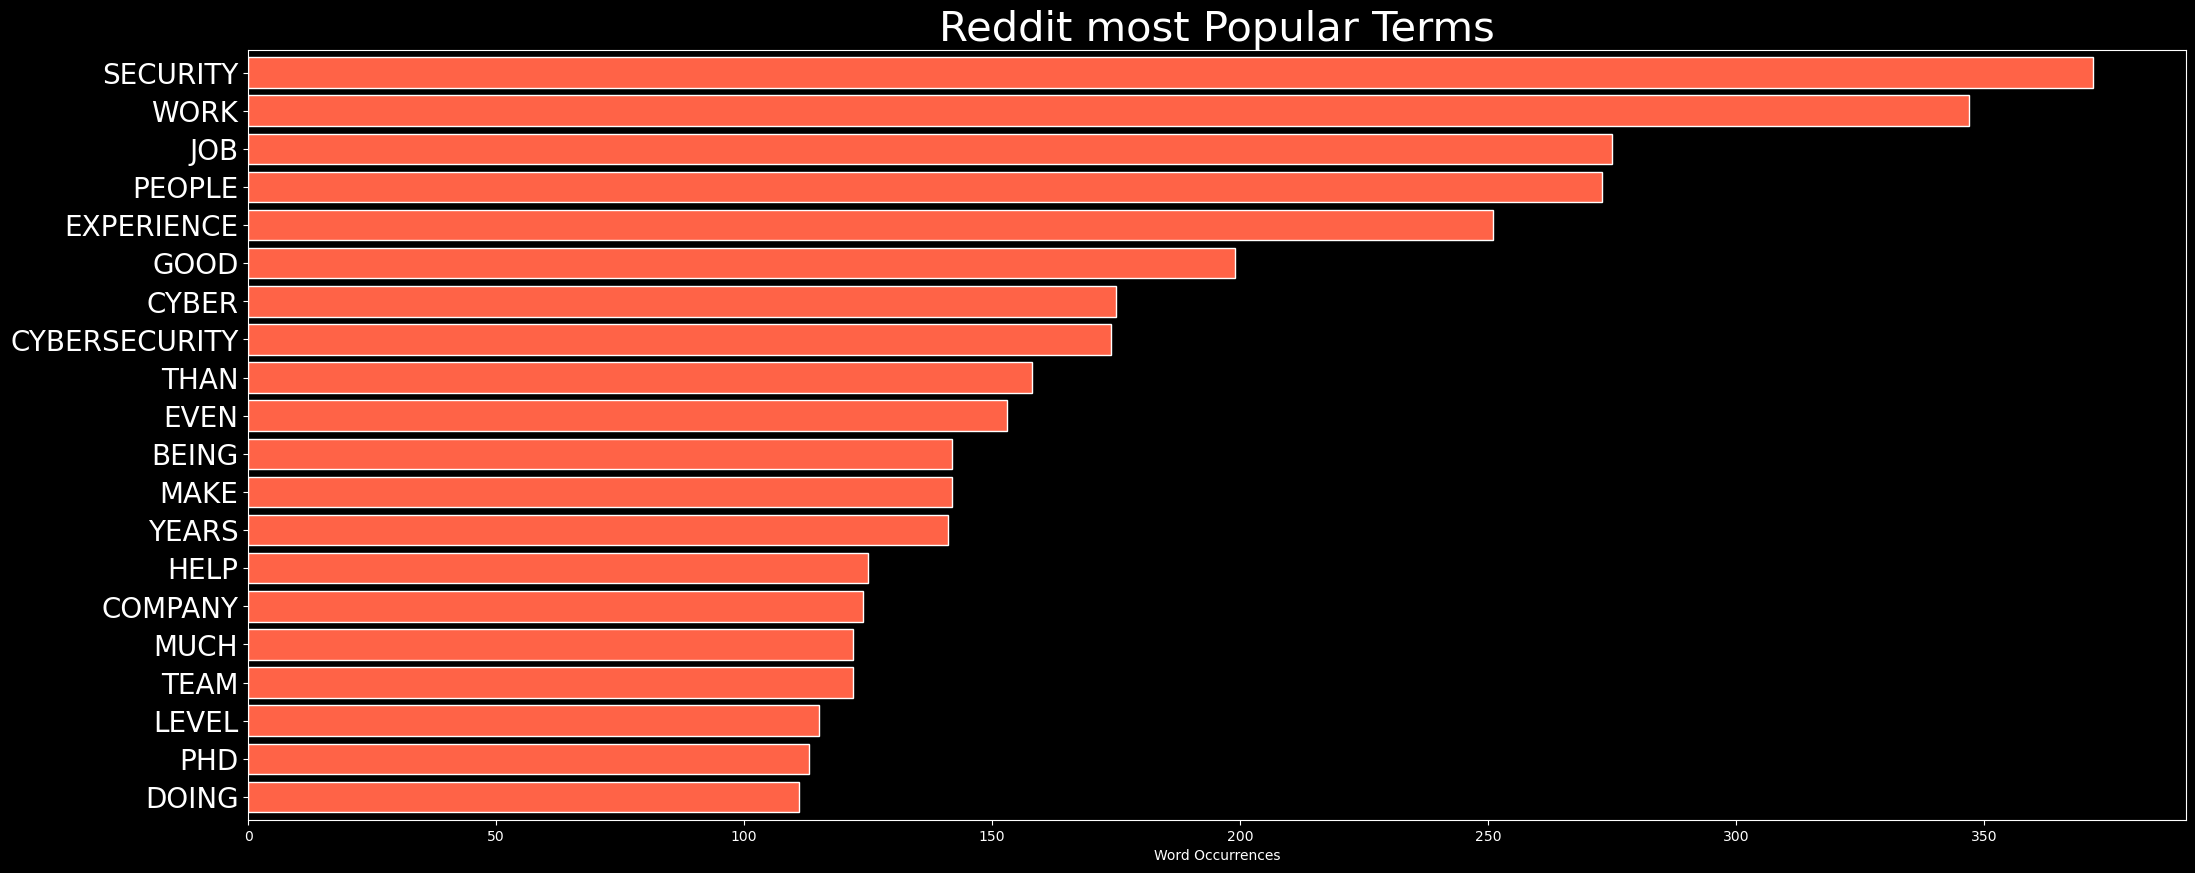 Reddit most Popular Terms
SECURITY
WORK
JOB
PEOPLE
EXPERIENCE
GOOD
CYBER
CYBERSECURITY
THAN
EVEN
BEING
MAKE
YEARS
HELP
COMPANY
MUCH
TEAM
LEVEL
PHD
DOING
0 50 100 150 200 250 300 350
Word Occurrences